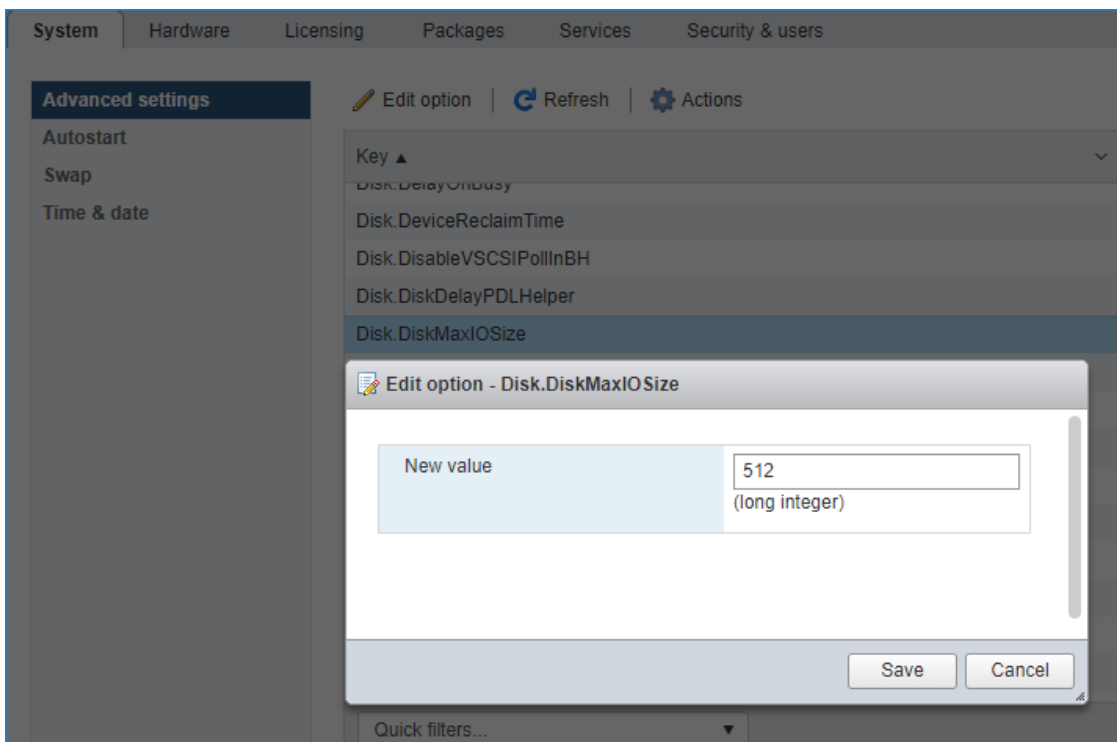 System Hardware Licensing Packages Services Security & users
Advanced settings
Autostart
Swap
Time & date
Edit option Refresh Actions
Key ▲
Disk.DelayOnBusy
Disk.DeviceReclaimTime
Disk.DisableVSCSIPollInBH
Disk.DiskDelayPDLHelper
Disk.DiskMaxIOSize
Edit option - Disk.DiskMaxIOSize
New value 512
(long integer)
Save Cancel
Quick filters...